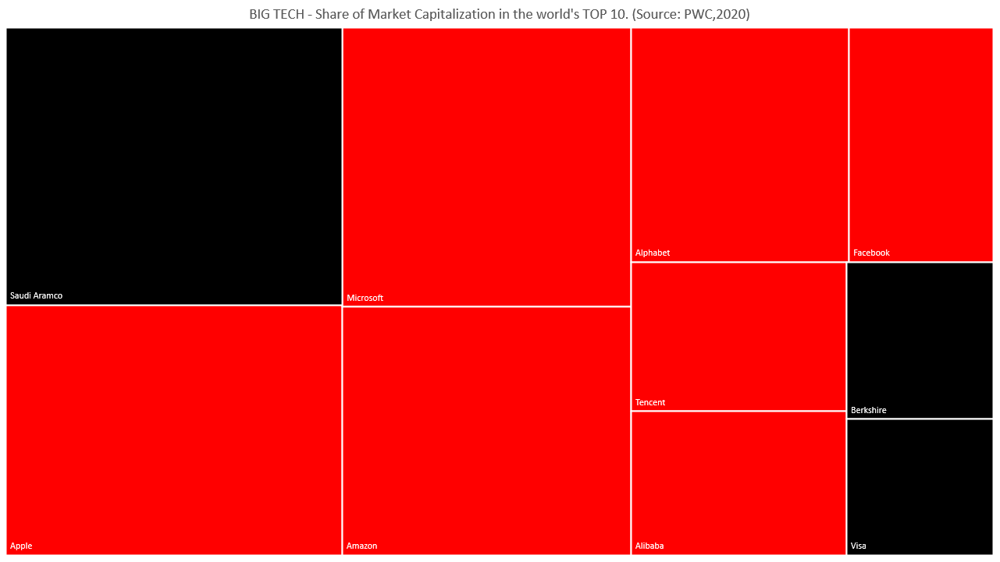 BIG TECH - Share of Market Capitalization in the world's TOP 10. (Source: PWC,2020)
Saudi Aramco
Microsoft
Alphabet
Facebook
Tencent
Berkshire
Apple
Amazon
Alibaba
Visa